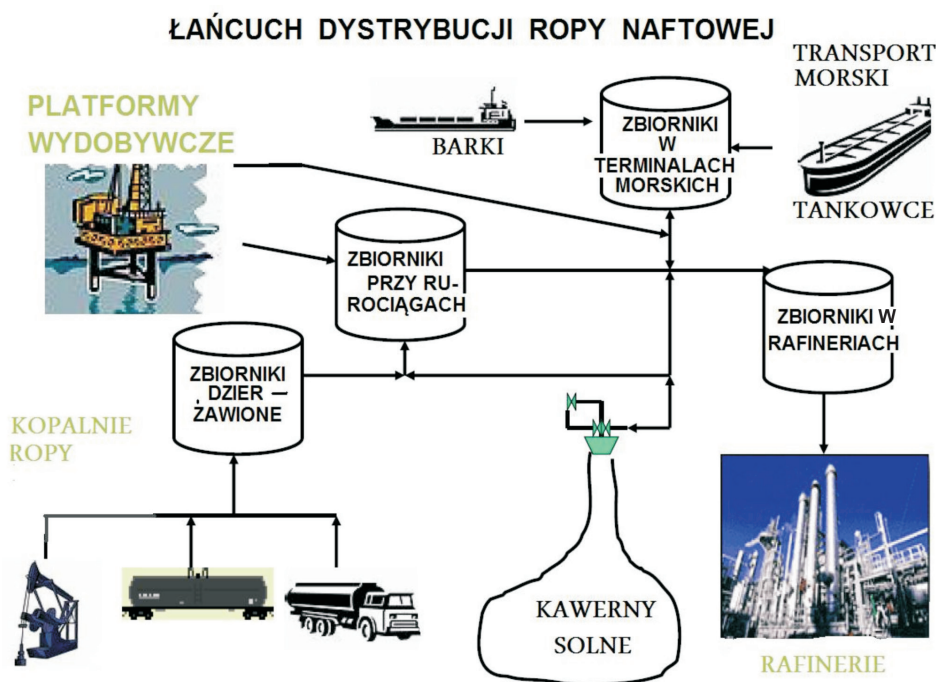 ŁAŃCUCH DYSTRYBUCJI ROPY NAFTOWEJ
PLATFORMY
WYDOBYWCZE
BARKI
ZBIORNIKI
W
TERMINALACH
MORSKICH
TRANSPORT
MORSKI
TANKOWCE
ZBIORNIKI
PRZY RU-
ROCIĄGACH
ZBIORNIKI W
RAFINERIACH
ZBIORNIKI
DZIER —
ŻAWIONE
KOPALNIE
ROPY
KAWERNY
SOLNE
RAFINERIE